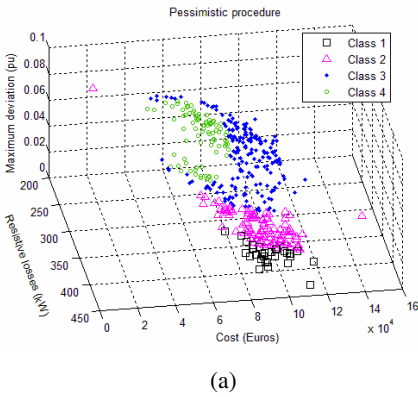 Pessimistic procedure
Class 1
Class 2
Class 3
Class 4
Maximum deviation (pu)
0.1
0.08
0.06
0.04
0.02
0
200
250
300
350
400
450
Resistive losses (kW)
0
2
4
6
8
10
12
14
16
x 10⁴
Cost (Euros)
(a)